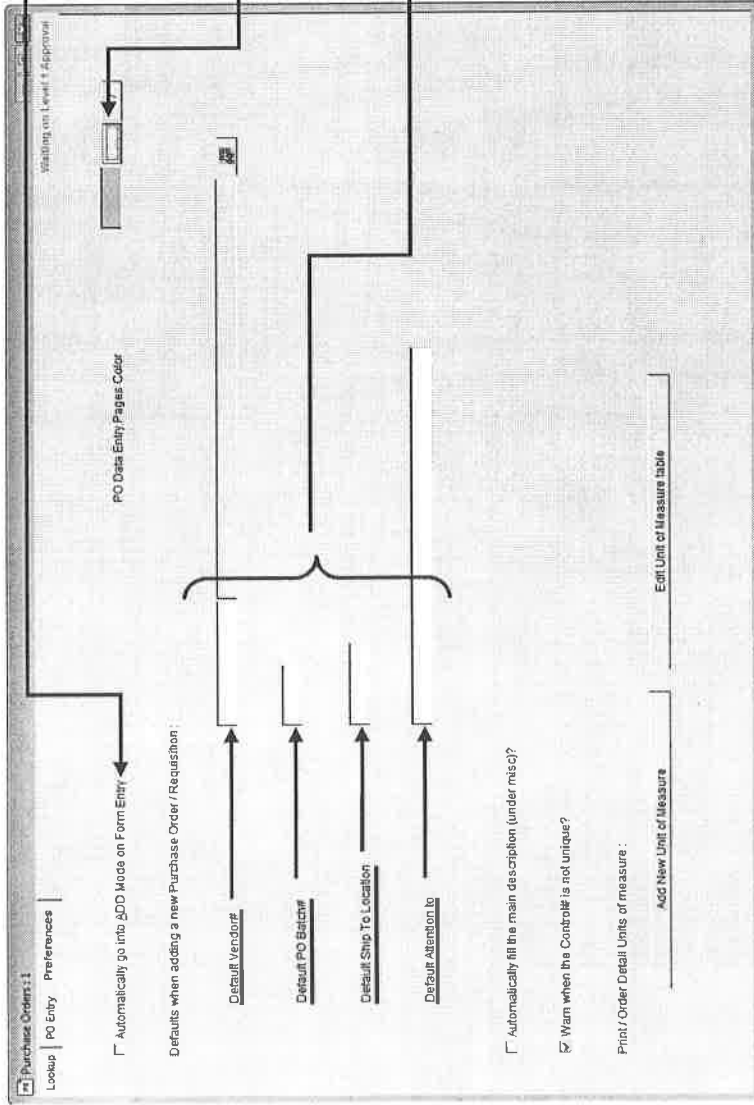 Purchase Orders : 1
Lookup PO Entry Preferences
Waiting on Level 1 Approval
Automatically go into ADD Mode on Form Entry
PO Data Entry Pages Color
Defaults when adding a new Purchase Order / Requisition :
Default Vendor#
Default PO Batch#
Default Ship To Location
Default Attention to
Automatically fill the main description (under misc)?
Warn when the Control# is not unique?
Print / Order Detail Units of measure :
Add New Unit of Measure
Edit Unit of Measure table